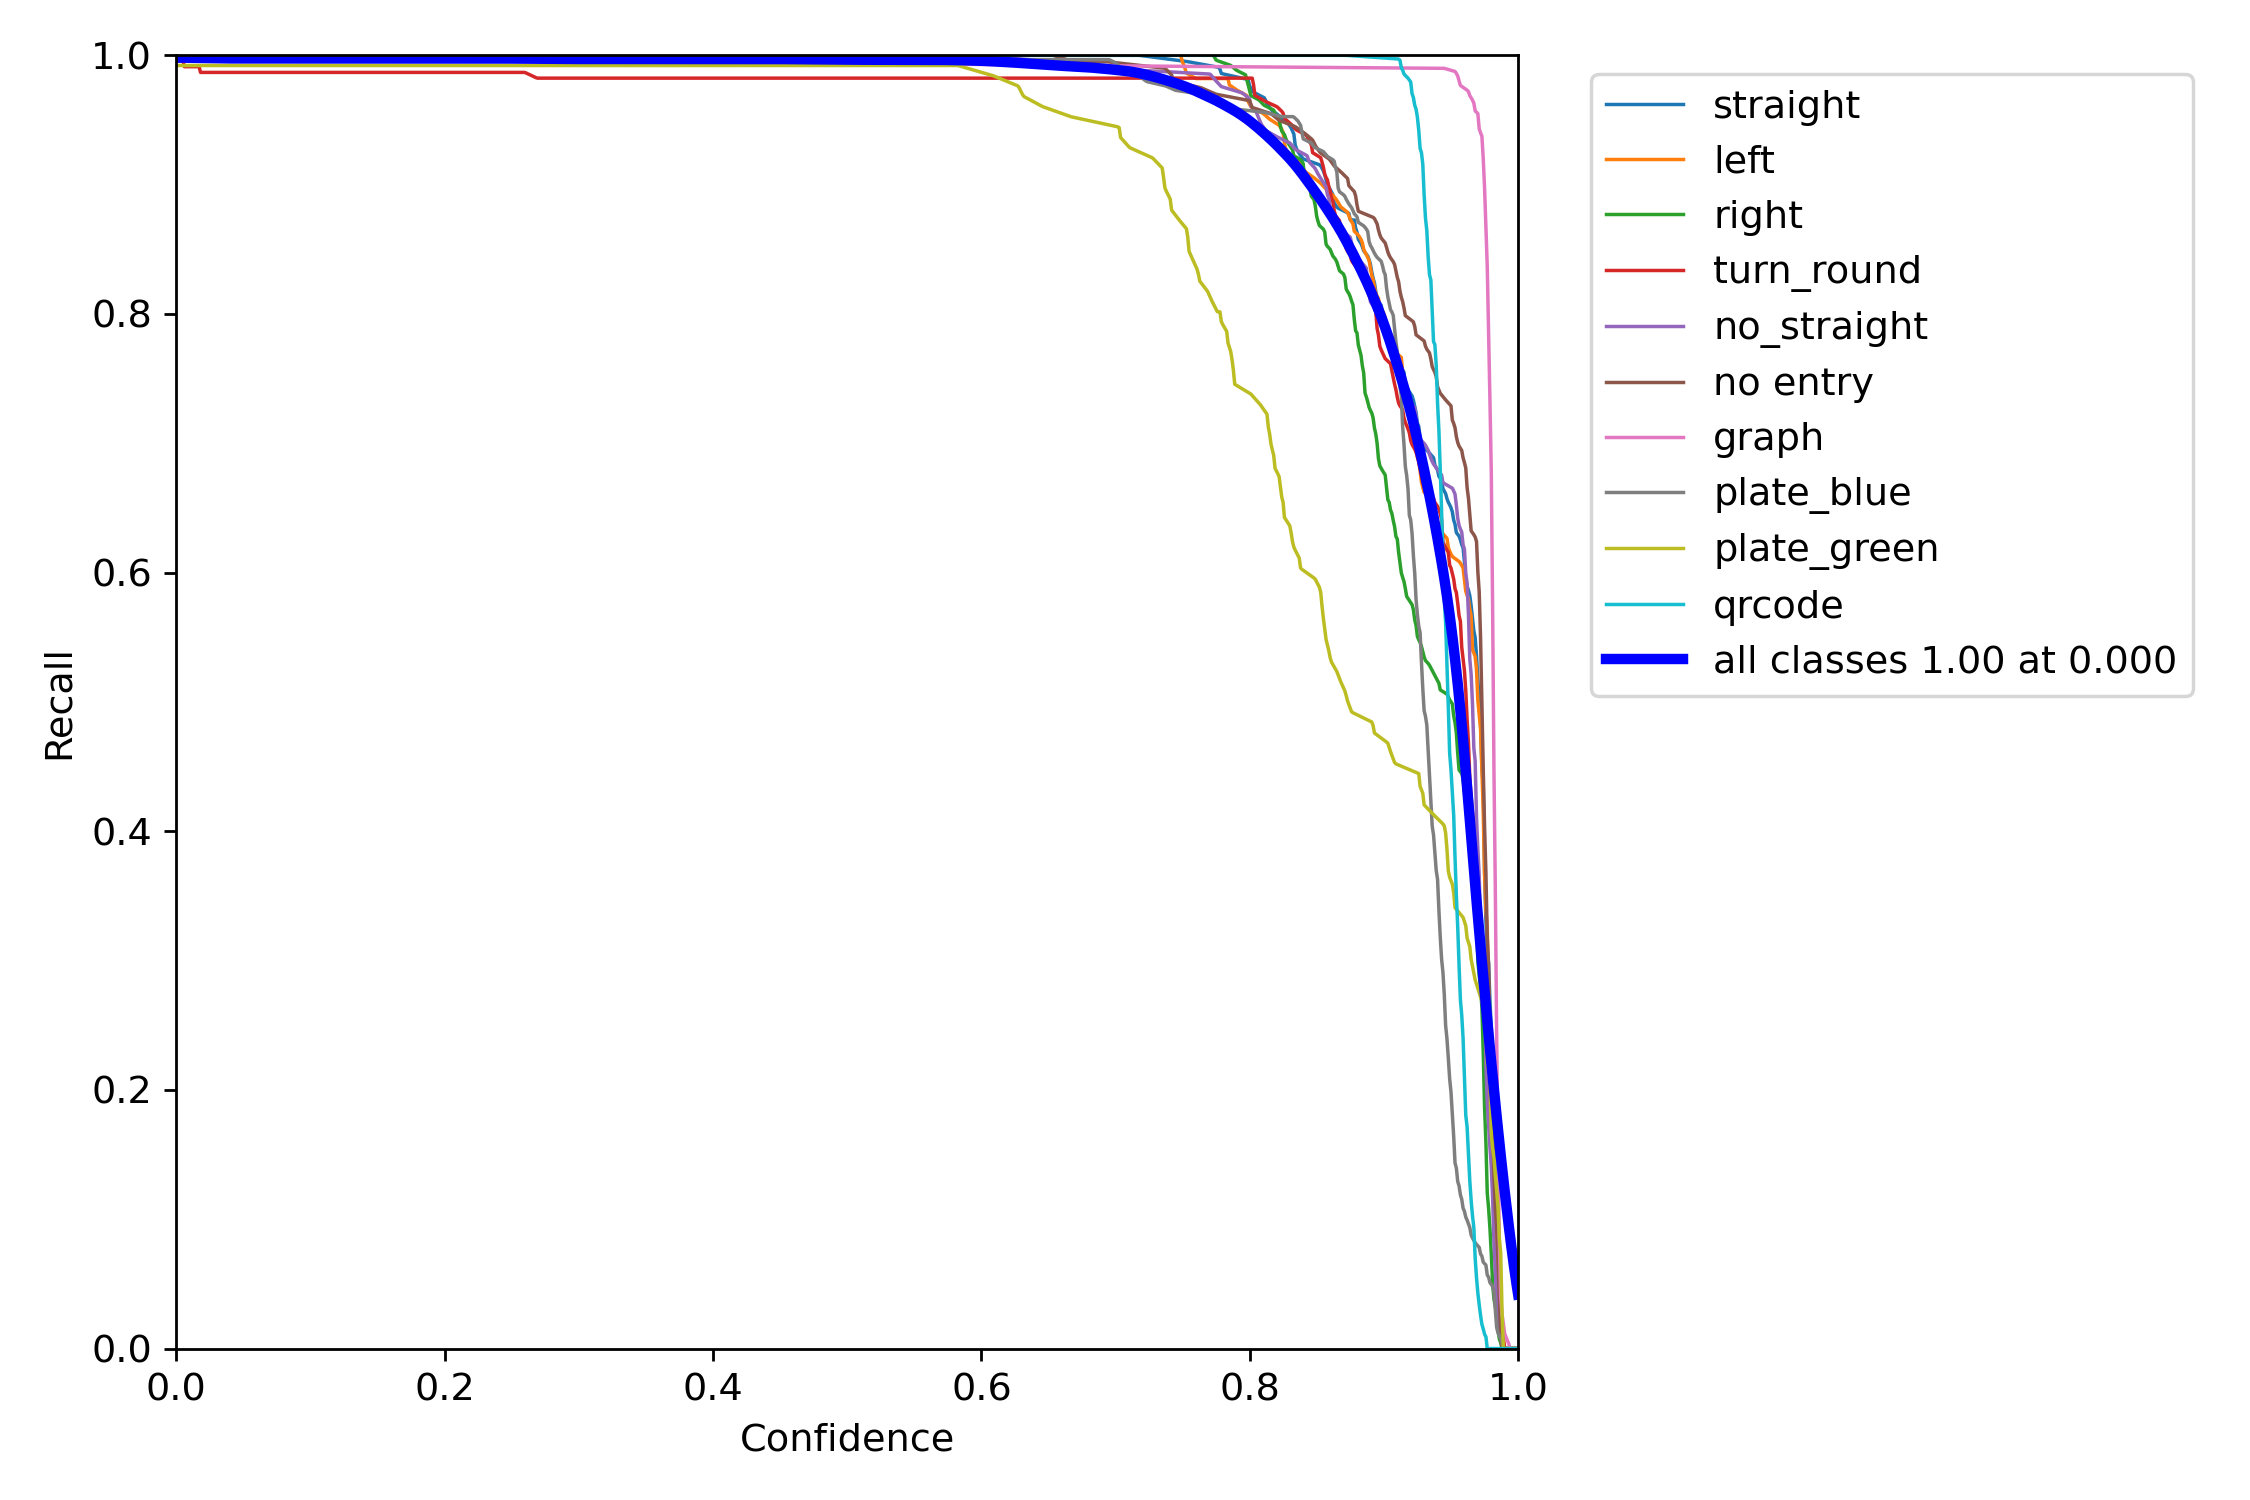 1.0
0.8
0.6
0.4
0.2
0.0
0.0 0.2 0.4 0.6 0.8 1.0
Recall
Confidence
straight
left
right
turn_round
no_straight
no entry
graph
plate_blue
plate_green
qrcode
all classes 1.00 at 0.000